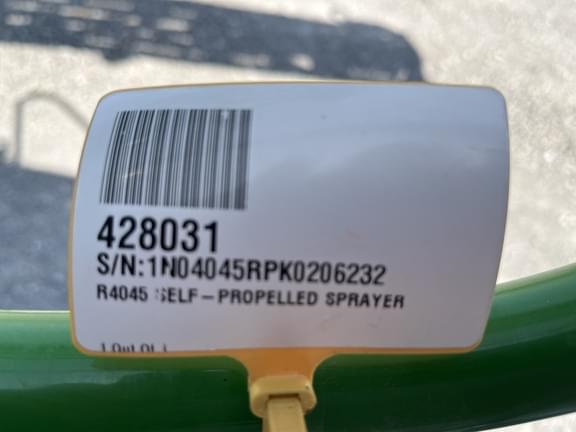 428031
S/N:1N04045RPK0206232
R4045 SELF-PROPELLED SPRAYER